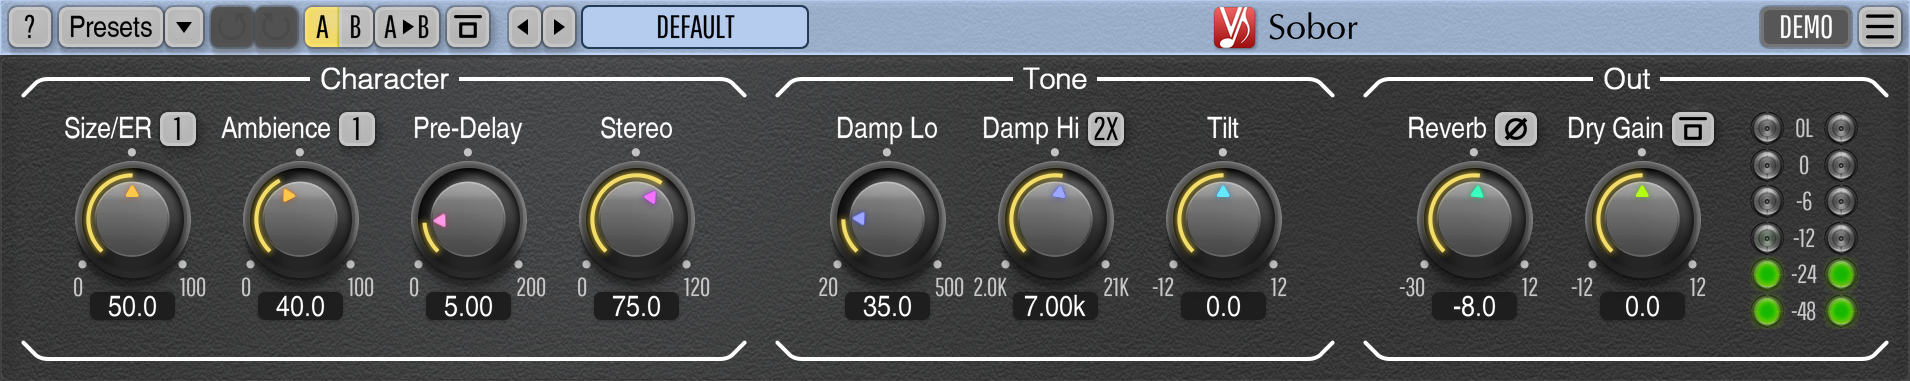 ? Presets A B A B DEFAULT Sobor DEMO
Character Tone Out
Size/ER 1 Ambience 1 Pre-Delay Stereo Damp Lo Damp Hi 2X Tilt Reverb Ø Dry Gain OL
0
-6
-12
-24
0 100 0 100 0 200 0 120 20 500 2.0K 21K -12 12 -30 12 -12 12
50.0 40.0 5.00 75.0 35.0 7.00k 0.0 -8.0 0.0 -48